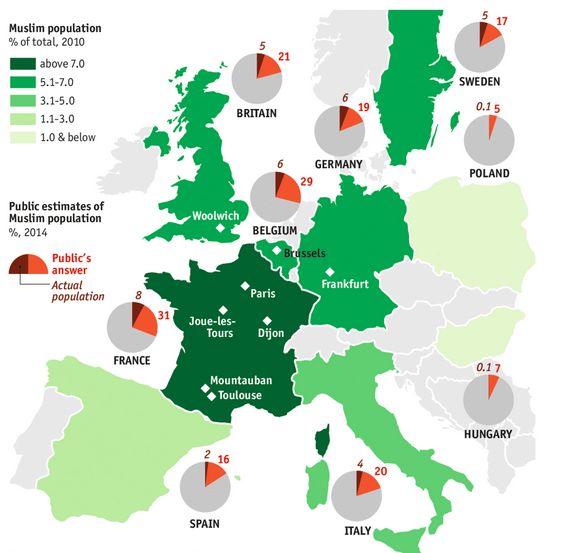 Muslim population
% of total, 2010
above 7.0
5.1-7.0
3.1-5.0
1.1-3.0
1.0 & below
Public estimates of
Muslim population
%, 2014
Public's
answer
Actual
population
5
21
BRITAIN
5
17
SWEDEN
6
19
GERMANY
0.1
5
POLAND
6
29
BELGIUM
Woolwich
Brussels
Frankfurt
Paris
Joue-les-
Tours
Dijon
8
31
FRANCE
Mountauban
Toulouse
0.1
7
HUNGARY
2
16
SPAIN
4
20
ITALY